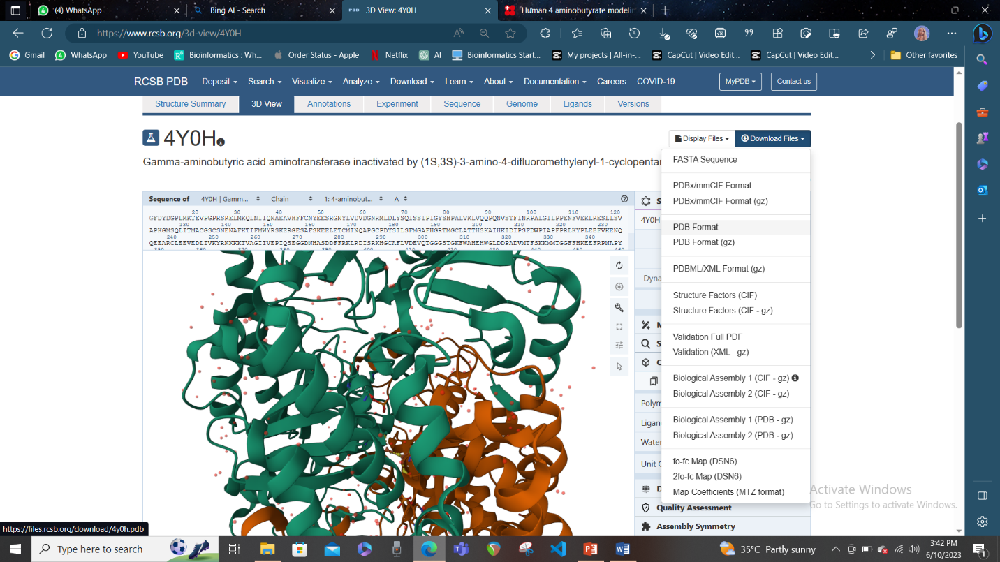 (4) WhatsApp
Bing AI - Search
PDB 3D View: 4Y0H
Human 4 aminobutyrate modelin
https://www.rcsb.org/3d-view/4Y0H
Gmail WhatsApp YouTube Bioinformatics : Wh... Order Status - Apple Netflix AI Bioinformatics Start... My projects | All-in-... CapCut | Video Edit... CapCut | Video Edit... Other favorites
RCSB PDB Deposit Search Visualize Analyze Download Learn About Documentation Careers COVID-19 MyPDB Contact us
Structure Summary 3D View Annotations Experiment Sequence Genome Ligands Versions
4Y0H
Display Files Download Files
Gamma-aminobutyric acid aminotransferase inactivated by (1S,3S)-3-amino-4-difluoromethylenyl-1-cyclopentan
Sequence of 4Y0H | Gamm... Chain 1: 4-aminobut... A
20 30 40 50 60 70 80 90 100 110 120
GFDYDGPLMKTEVPGPRSRELMKQLNIIQNAEAVHFFCNYEESRGNYLVDVDGNRMLDLYSQISSIPIGYSHPALVKLVQQPQNVSTFINRPALGILPPENFVEKLRESLLSV
130 140 150 160 170 180 190 200 210 220 230
APKGMSQLITMACGSCSNENAFKTIFMWYRSKERGESAFSKEELETCMINQAPGCPDYSILSFMGAFHGRTMGCLATTHSKAIHKIDIPSFDWPIAPFPRLKYPLEEFVKENQ
240 250 260 270 280 290 300 310 320 330 340
QEEARCLEEVEDLIVKYRKKKKTVAGIIVEPIQSEGGDNHASDDFFRKLRDISRKHGCAFLVDEVQTGGGSTGKFWAHEHWGLDDPADVMTFSKKMMTGGFFHKEEFRPNAPY
350 360 370 380 390 400 410 420 430 440 450 460
S
4Y0H
Dyna
M
S
C
Polym
Ligan
Water
Unit C
D
Quality Assessment
Assembly Symmetry
FASTA Sequence
PDBx/mmCIF Format
PDBx/mmCIF Format (gz)
PDB Format
PDB Format (gz)
PDBML/XML Format (gz)
Structure Factors (CIF)
Structure Factors (CIF - gz)
Validation Full PDF
Validation (XML - gz)
Biological Assembly 1 (CIF - gz)
Biological Assembly 2 (CIF - gz)
Biological Assembly 1 (PDB - gz)
Biological Assembly 2 (PDB - gz)
fo-fc Map (DSN6)
2fo-fc Map (DSN6)
Map Coefficients (MTZ format)
Activate Windows
Go to Settings to activate Windows.
https://files.rcsb.org/download/4y0h.pdb
Type here to search
35°C Partly sunny
3:42 PM
6/10/2023
1